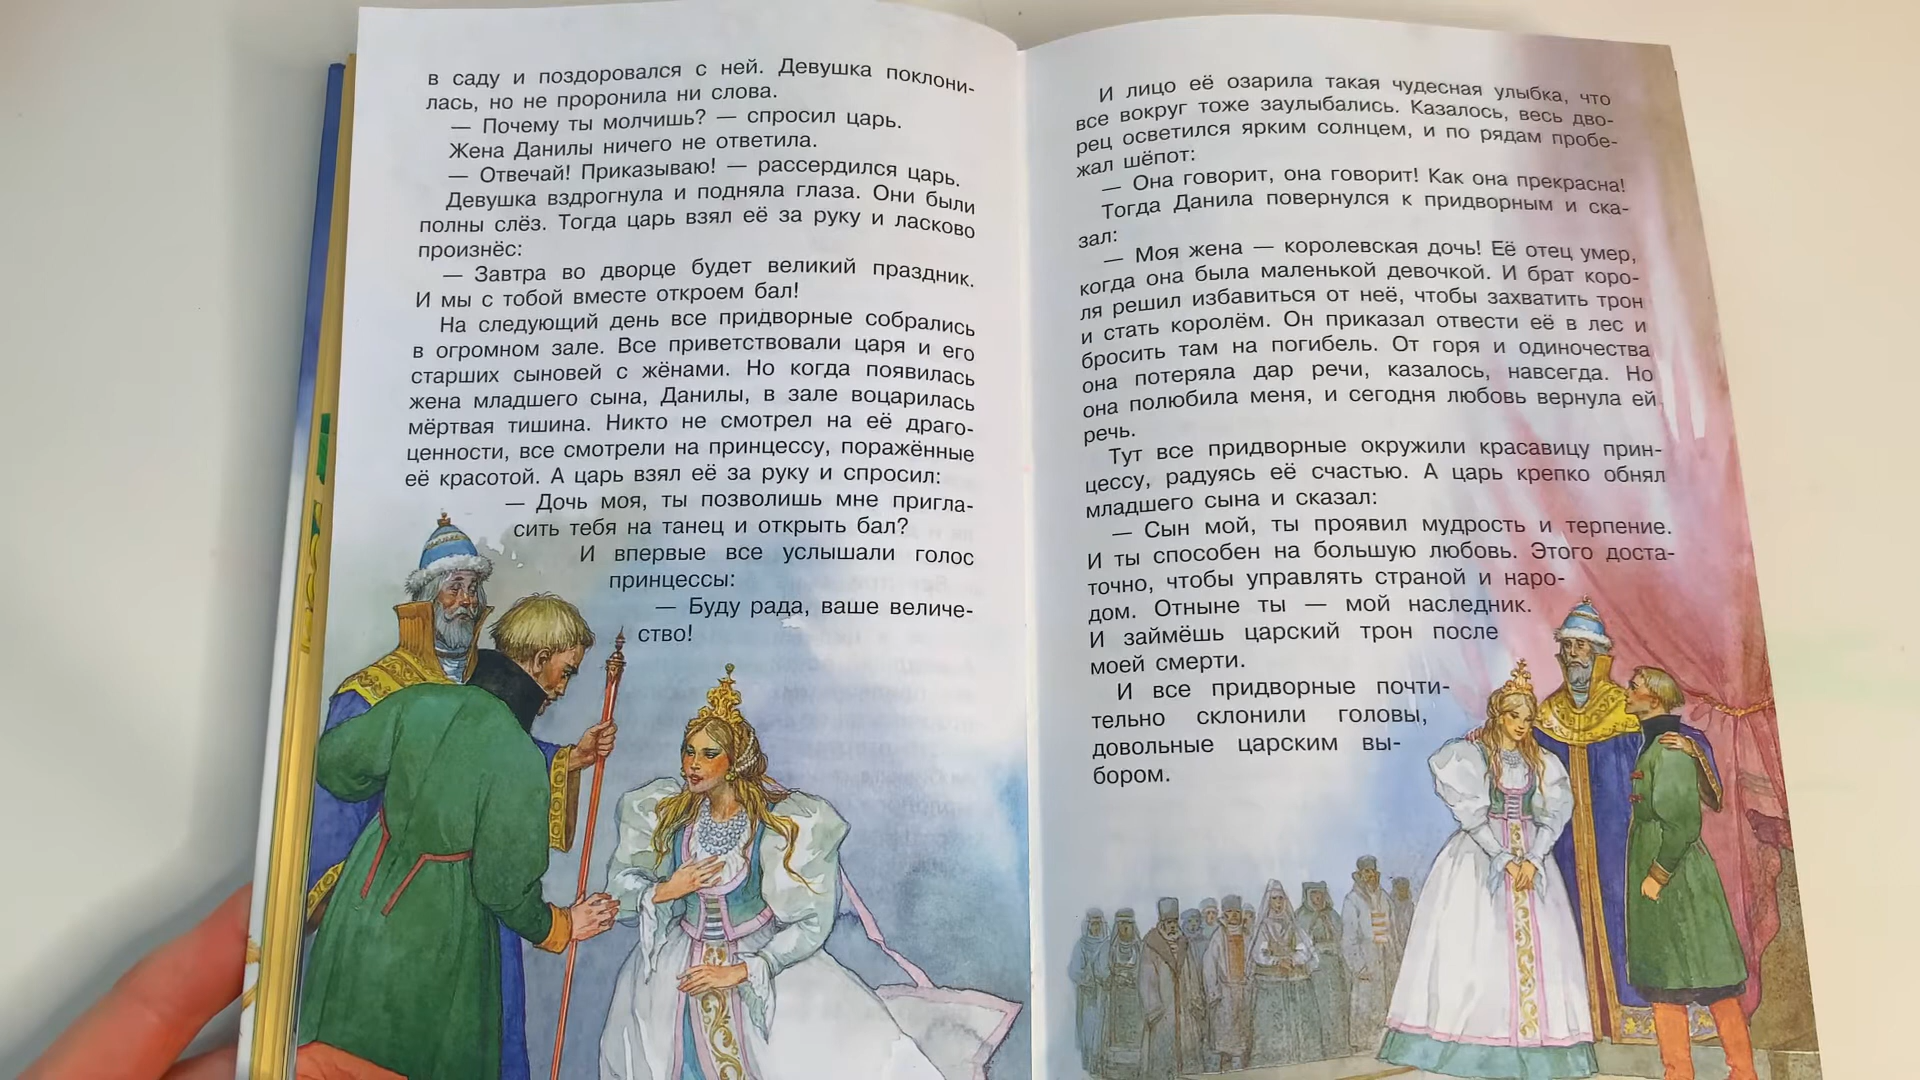 в саду и поздоровался с ней. Девушка поклони-
лась, но не проронила ни слова.
— Почему ты молчишь? — спросил царь.
Жена Данилы ничего не ответила.
— Отвечай! Приказываю! — рассердился царь.
Девушка вздрогнула и подняла глаза. Они были
полны слёз. Тогда царь взял её за руку и ласково
произнёс:
— Завтра во дворце будет великий праздник.
И мы с тобой вместе откроем бал!
На следующий день все придворные собрались
в огромном зале. Все приветствовали царя и его
старших сыновей с жёнами. Но когда появилась
жена младшего сына, Данилы, в зале воцарилась
мёртвая тишина. Никто не смотрел на её драго-
ценности, все смотрели на принцессу, поражённые
её красотой. А царь взял её за руку и спросил:
— Дочь моя, ты позволишь мне пригла-
сить тебя на танец и открыть бал?
И впервые все услышали голос
принцессы:
— Буду рада, ваше величе-
ство!
И лицо её озарила такая чудесная улыбка, что
все вокруг тоже заулыбались. Казалось, весь дво-
рец осветился ярким солнцем, и по рядам пробе-
жал шёпот:
— Она говорит, она говорит! Как она прекрасна!
Тогда Данила повернулся к придворным и ска-
зал:
— Моя жена — королевская дочь! Её отец умер,
когда она была маленькой девочкой. И брат коро-
ля решил избавиться от неё, чтобы захватить трон
и стать королём. Он приказал отвести её в лес и
бросить там на погибель. От горя и одиночества
она потеряла дар речи, казалось, навсегда. Но
она полюбила меня, и сегодня любовь вернула ей
речь.
Тут все придворные окружили красавицу прин-
цессу, радуясь её счастью. А царь крепко обнял
младшего сына и сказал:
— Сын мой, ты проявил мудрость и терпение.
И ты способен на большую любовь. Этого доста-
точно, чтобы управлять страной и наро-
дом. Отныне ты — мой наследник.
И займёшь царский трон после
моей смерти.
И все придворные почти-
тельно склонили головы,
довольные царским вы-
бором.